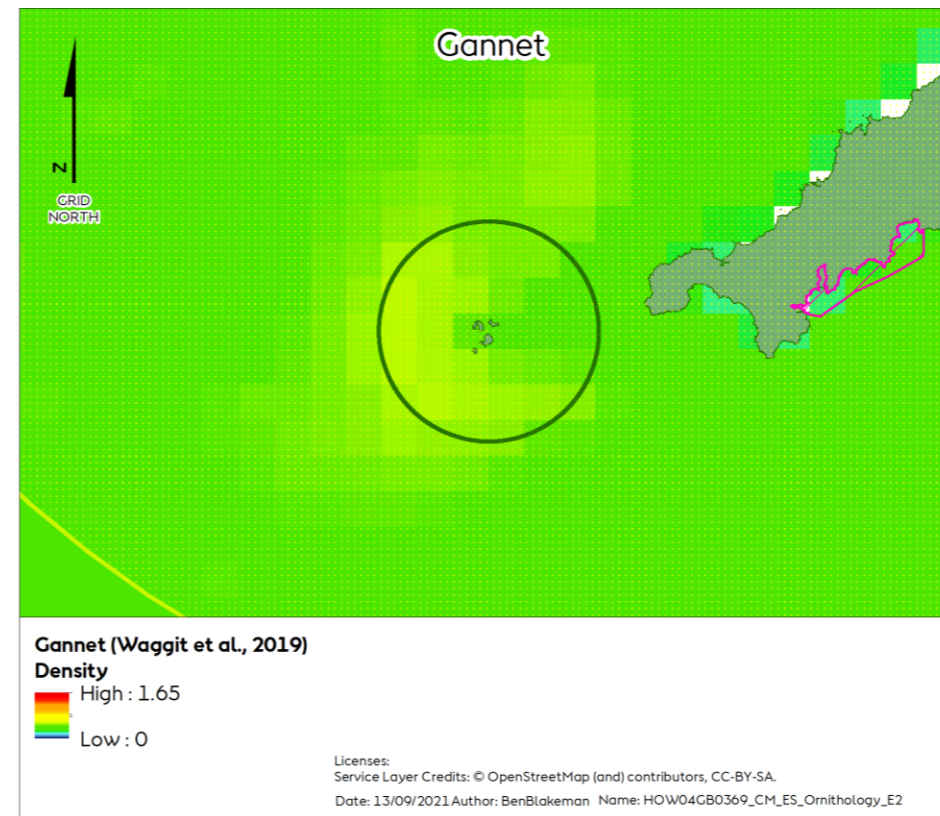 Gannet
N
GRID
NORTH
Gannet (Waggit et al., 2019)
Density
High : 1.65
Low : 0
Licenses:
Service Layer Credits: © OpenStreetMap (and) contributors, CC-BY-SA.
Date: 13/09/2021 Author: BenBlakeman Name: HOW04GB0369_CM_ES_Ornithology_E2